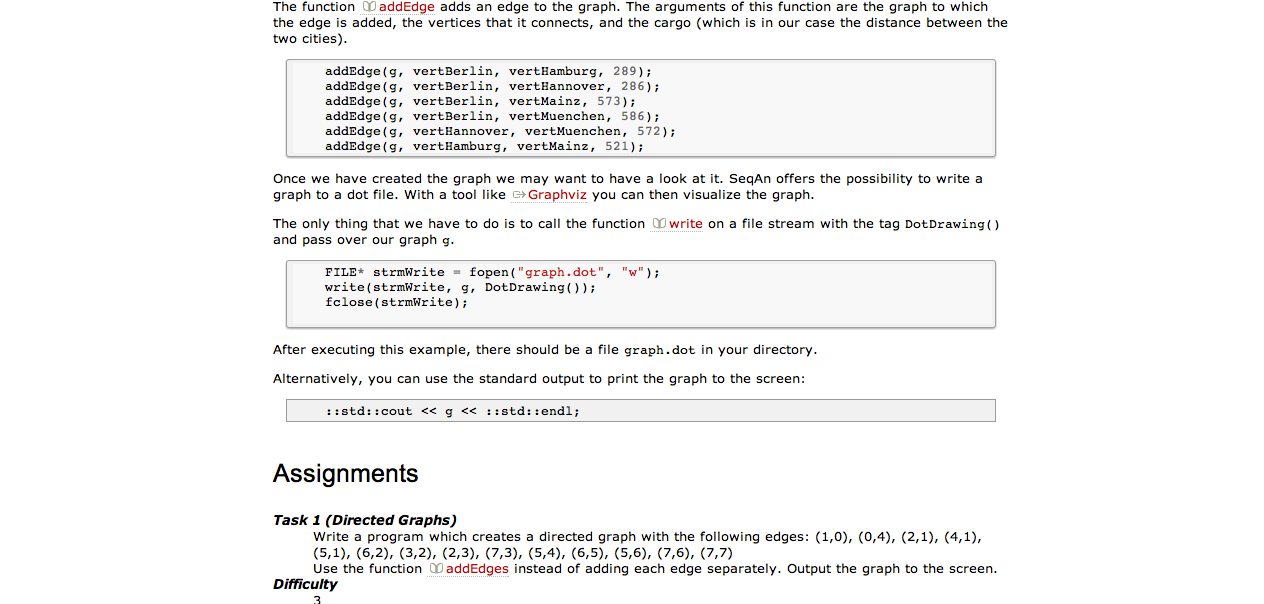 The function addEdge adds an edge to the graph. The arguments of this function are the graph to which
the edge is added, the vertices that it connects, and the cargo (which is in our case the distance between the
two cities).
addEdge(g, vertBerlin, vertHamburg, 289);
addEdge(g, vertBerlin, vertHannover, 286);
addEdge(g, vertBerlin, vertMainz, 573);
addEdge(g, vertBerlin, vertMuenchen, 586);
addEdge(g, vertHannover, vertMuenchen, 572);
addEdge(g, vertHamburg, vertMainz, 521);
Once we have created the graph we may want to have a look at it. SeqAn offers the possibility to write a
graph to a dot file. With a tool like Graphviz you can then visualize the graph.
The only thing that we have to do is to call the function write on a file stream with the tag DotDrawing()
and pass over our graph g.
FILE* strmWrite = fopen("graph.dot", "w");
write(strmWrite, g, DotDrawing());
fclose(strmWrite);
After executing this example, there should be a file graph.dot in your directory.
Alternatively, you can use the standard output to print the graph to the screen:
::std::cout << g << ::std::endl;
Assignments
Task 1 (Directed Graphs)
Write a program which creates a directed graph with the following edges: (1,0), (0,4), (2,1), (4,1),
(5,1), (6,2), (3,2), (2,3), (7,3), (5,4), (6,5), (5,6), (7,6), (7,7)
Use the function addEdges instead of adding each edge separately. Output the graph to the screen.
Difficulty
3